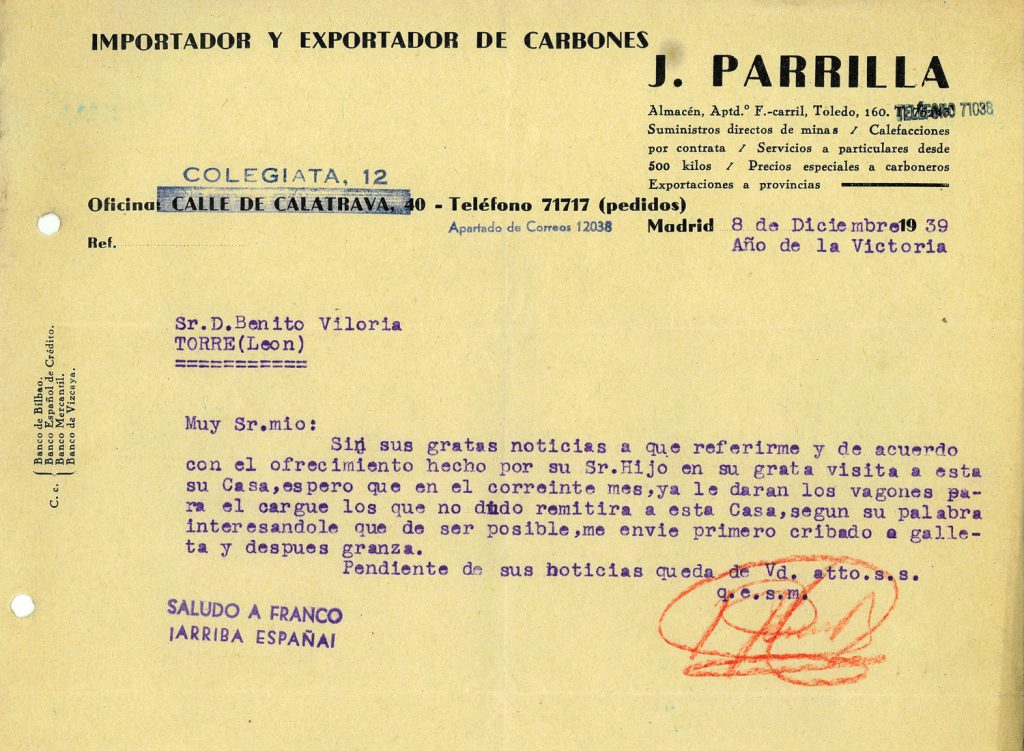 IMPORTADOR Y EXPORTADOR DE CARBONES
J. PARRILLA
Almacén, Aptd.º F.-carril, Toledo, 160. TELÉFONO 71038
Suministros directos de minas / Calefacciones
por contrata / Servicios a particulares desde
500 kilos / Precios especiales a carboneros
Exportaciones a provincias
COLEGIATA, 12
Oficina: CALLE DE CALATRAVA, 40 - Teléfono 71717 (pedidos)
Apartado de Correos 12038
Madrid 8 de Diciembre 19 39
Año de la Victoria
Ref.
Sr.D.Benito Viloria
TORRE(Leon)
===========
C. c.
Banco de Bilbao.
Banco Español de Crédito.
Banco Mercantil.
Banco de Vizcaya.
Muy Sr.mio:
Sin sus gratas noticias a que referirme y de acuerdo
con el ofrecimiento hecho por su Sr.Hijo en su grata visita a esta
su Casa,espero que en el correinte mes,ya le daran los vagones pa-
ra el cargue los que no dudo remitira a esta Casa,segun su palabra
interesandole que de ser posible,me envie primero cribado o galle-
ta y despues granza.
Pendiente de sus noticias queda de Vd. atto.s.s.
q.e.s.m.
SALUDO A FRANCO
¡ARRIBA ESPAÑA!